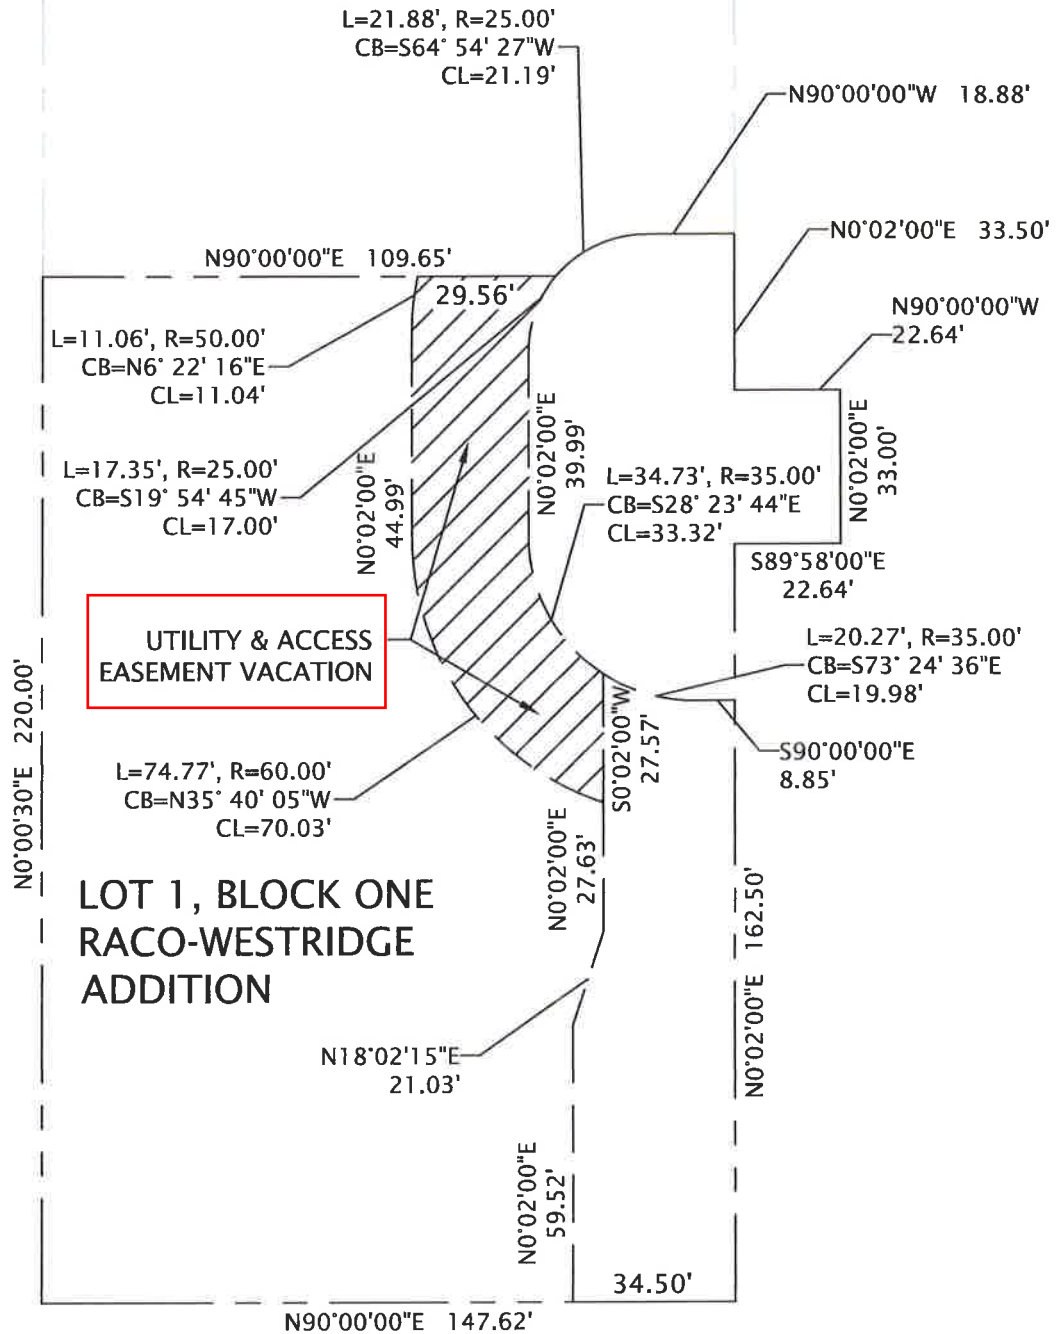 L=21.88', R=25.00'
CB=S64° 54' 27"W
CL=21.19'
N90°00'00"W 18.88'
N0°02'00"E 33.50'
N90°00'00"E 109.65'
29.56'
N90°00'00"W
22.64'
L=11.06', R=50.00'
CB=N6° 22' 16"E
CL=11.04'
N0°02'00"E
39.99'
N0°02'00"E
33.00'
L=17.35', R=25.00'
CB=S19° 54' 45"W
CL=17.00'
N0°02'00"E
44.99'
L=34.73', R=35.00'
CB=S28° 23' 44"E
CL=33.32'
S89°58'00"E
22.64'
UTILITY & ACCESS
EASEMENT VACATION
L=20.27', R=35.00'
CB=S73° 24' 36"E
CL=19.98'
N0°00'30"E 220.00'
S0°02'00"W
27.57'
S90°00'00"E
8.85'
L=74.77', R=60.00'
CB=N35° 40' 05"W
CL=70.03'
N0°02'00"E
27.63'
LOT 1, BLOCK ONE
RACO-WESTRIDGE
ADDITION
N0°02'00"E 162.50'
N18°02'15"E
21.03'
N0°02'00"E
59.52'
34.50'
N90°00'00"E 147.62'